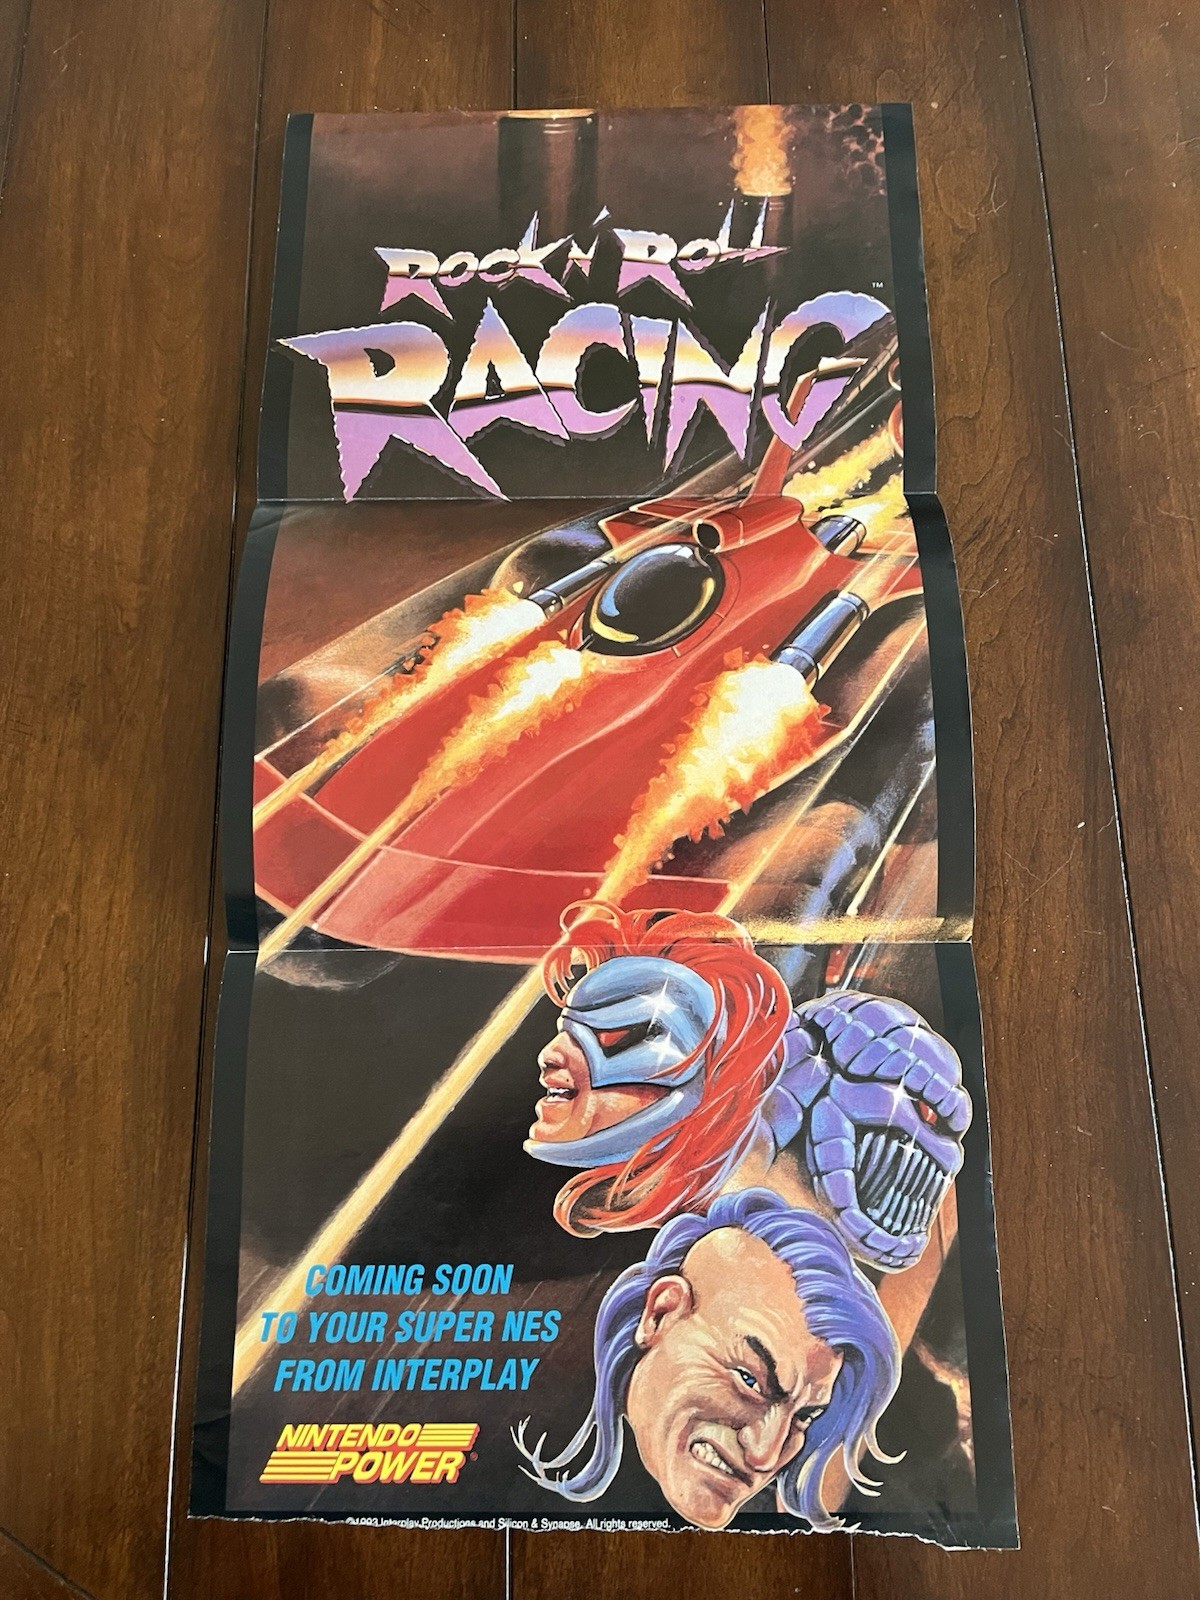 ROCK N' ROLL
RACING
TM
COMING SOON
TO YOUR SUPER NES
FROM INTERPLAY
NINTENDO
POWER®
©1993 Interplay Productions and Silicon & Synapse. All rights reserved.